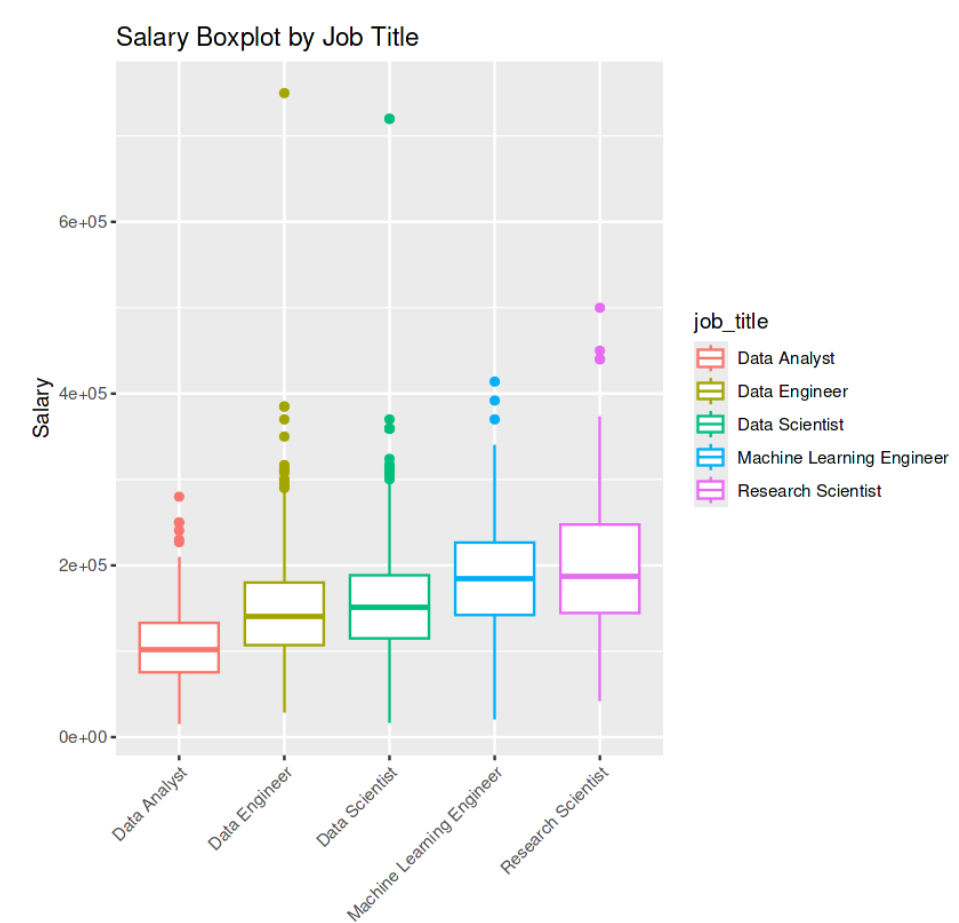 Salary Boxplot by Job Title
Salary
6e+05
4e+05
2e+05
0e+00
Data Analyst
Data Engineer
Data Scientist
Machine Learning Engineer
Research Scientist
job_title
Data Analyst
Data Engineer
Data Scientist
Machine Learning Engineer
Research Scientist